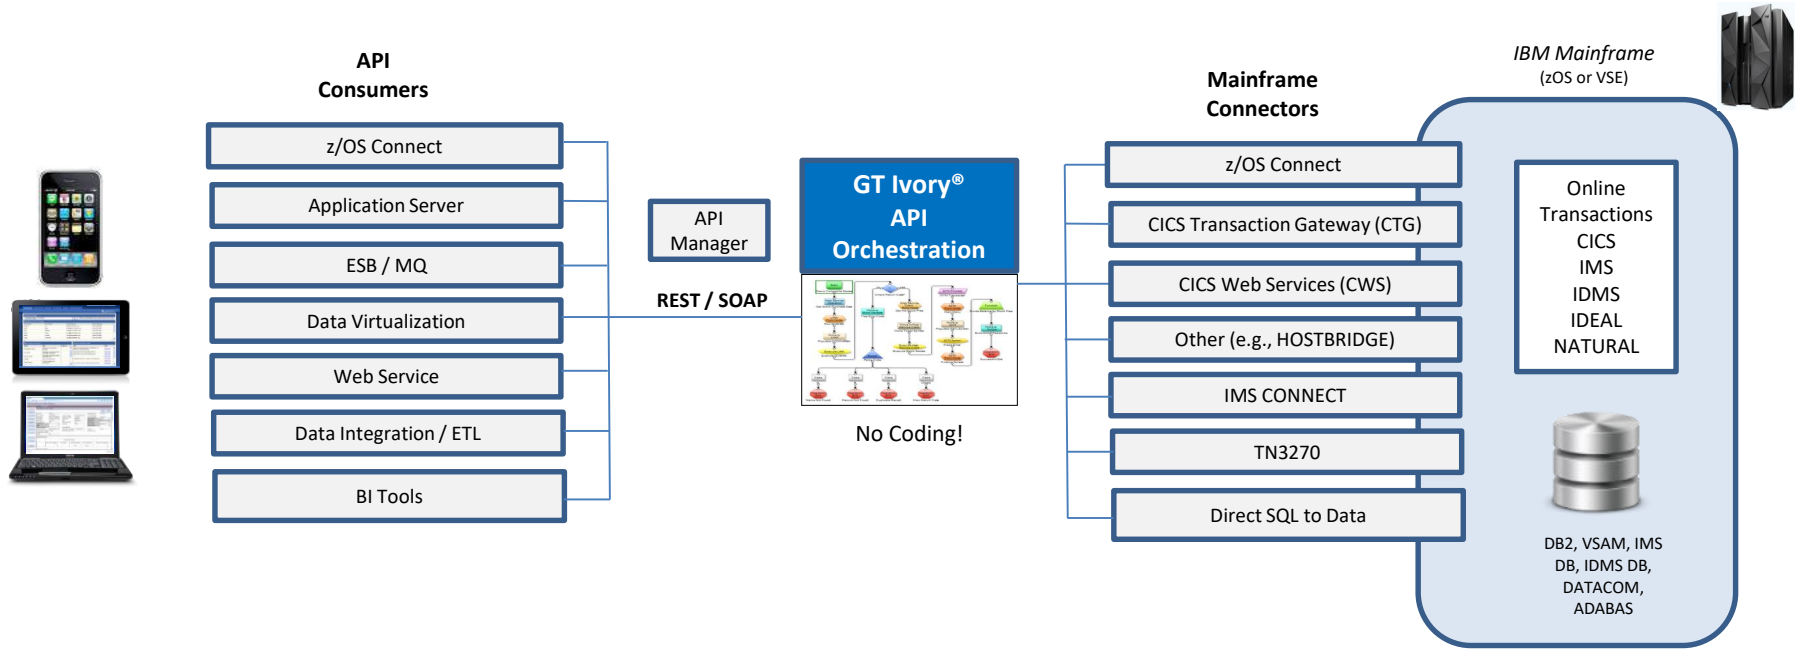 API
Consumers
z/OS Connect
Application Server
ESB / MQ
Data Virtualization
Web Service
Data Integration / ETL
BI Tools
API
Manager
REST / SOAP
GT Ivory®
API
Orchestration
No Coding!
Mainframe
Connectors
z/OS Connect
CICS Transaction Gateway (CTG)
CICS Web Services (CWS)
Other (e.g., HOSTBRIDGE)
IMS CONNECT
TN3270
Direct SQL to Data
IBM Mainframe
(zOS or VSE)
Online
Transactions
CICS
IMS
IDMS
IDEAL
NATURAL
DB2, VSAM, IMS
DB, IDMS DB,
DATACOM,
ADABAS